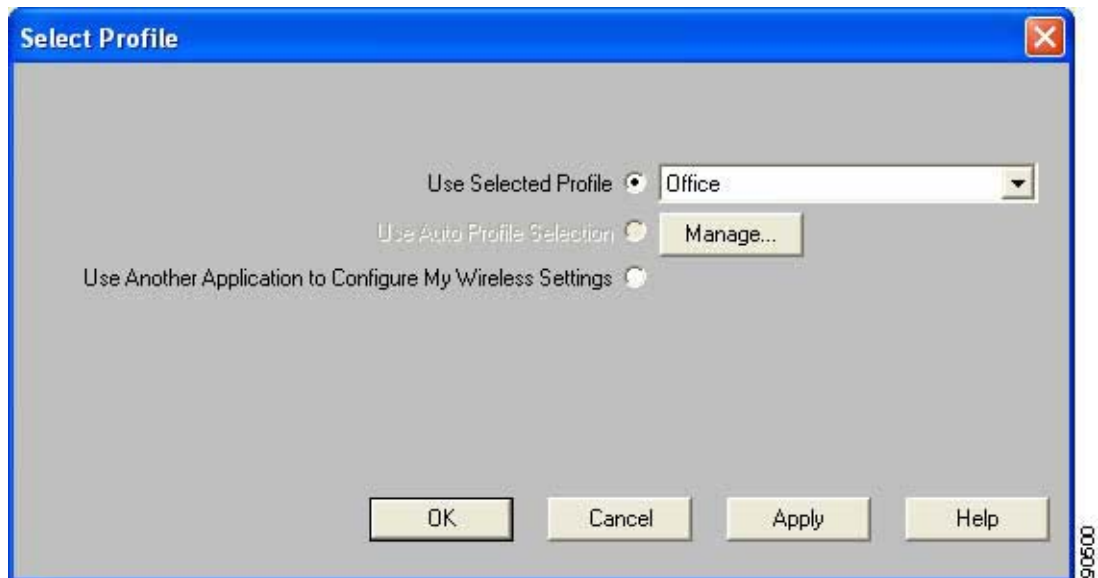 Select Profile
Use Selected Profile Office
Use Auto Profile Selection Manage...
Use Another Application to Configure My Wireless Settings
OK Cancel Apply Help
90500